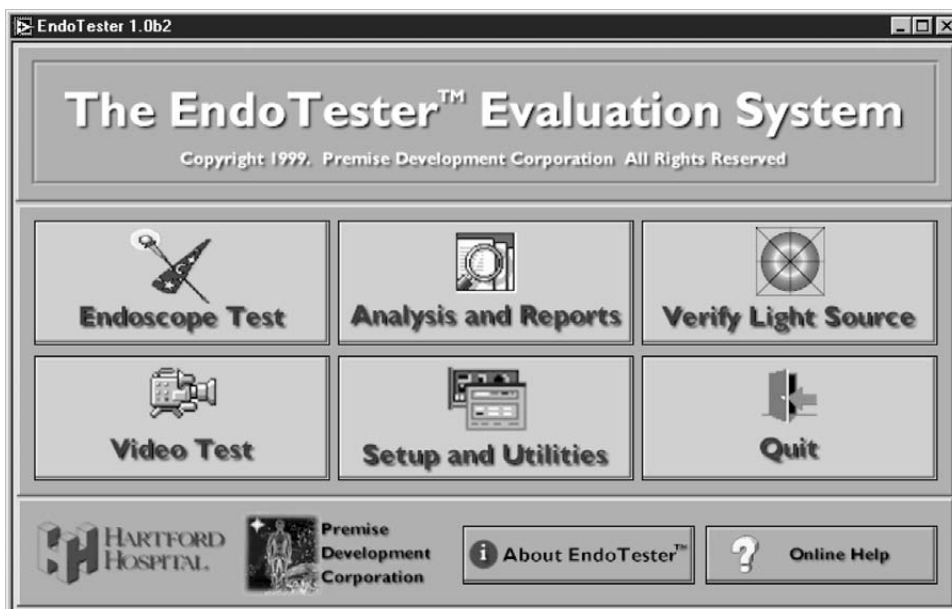 EndoTester 1.0b2
The EndoTester™ Evaluation System
Copyright 1999. Premise Development Corporation All Rights Reserved
Endoscope Test
Analysis and Reports
Verify Light Source
Video Test
Setup and Utilities
Quit
HARTFORD
HOSPITAL
Premise
Development
Corporation
About EndoTester™
Online Help